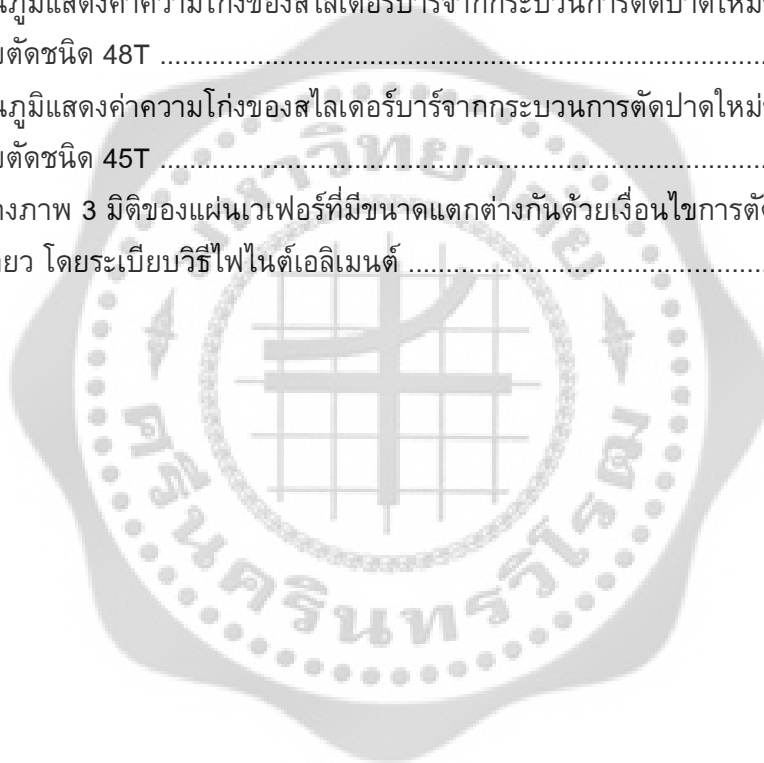 ภูมิแสดงค่าความโก่งของสไลเดอร์บาร์จากกระบวนการตัดปาดใหม่
ตัดชนิด 48T ........................................................................
นภูมิแสดงค่าความโก่งของสไลเดอร์บาร์จากกระบวนการตัดปาดใหม่
ตัดชนิด 45T ........................................................................
งภาพ 3 มิติของแผ่นเวเฟอร์ที่มีขนาดแตกต่างกันด้วยเงื่อนไขการตั
ยว โดยระเบียบวิธีไฟไนต์เอลิเมนต์ ..........................................
มหาวิทยาลัย
ศรีนครินทรวิโรฒ